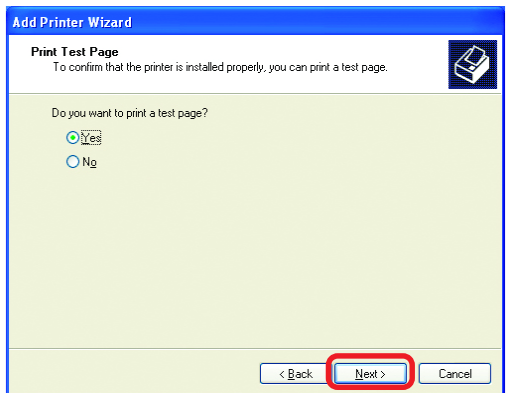 Add Printer Wizard
Print Test Page
To confirm that the printer is installed properly, you can print a test page.
Do you want to print a test page?
Yes
No
< Back
Next >
Cancel